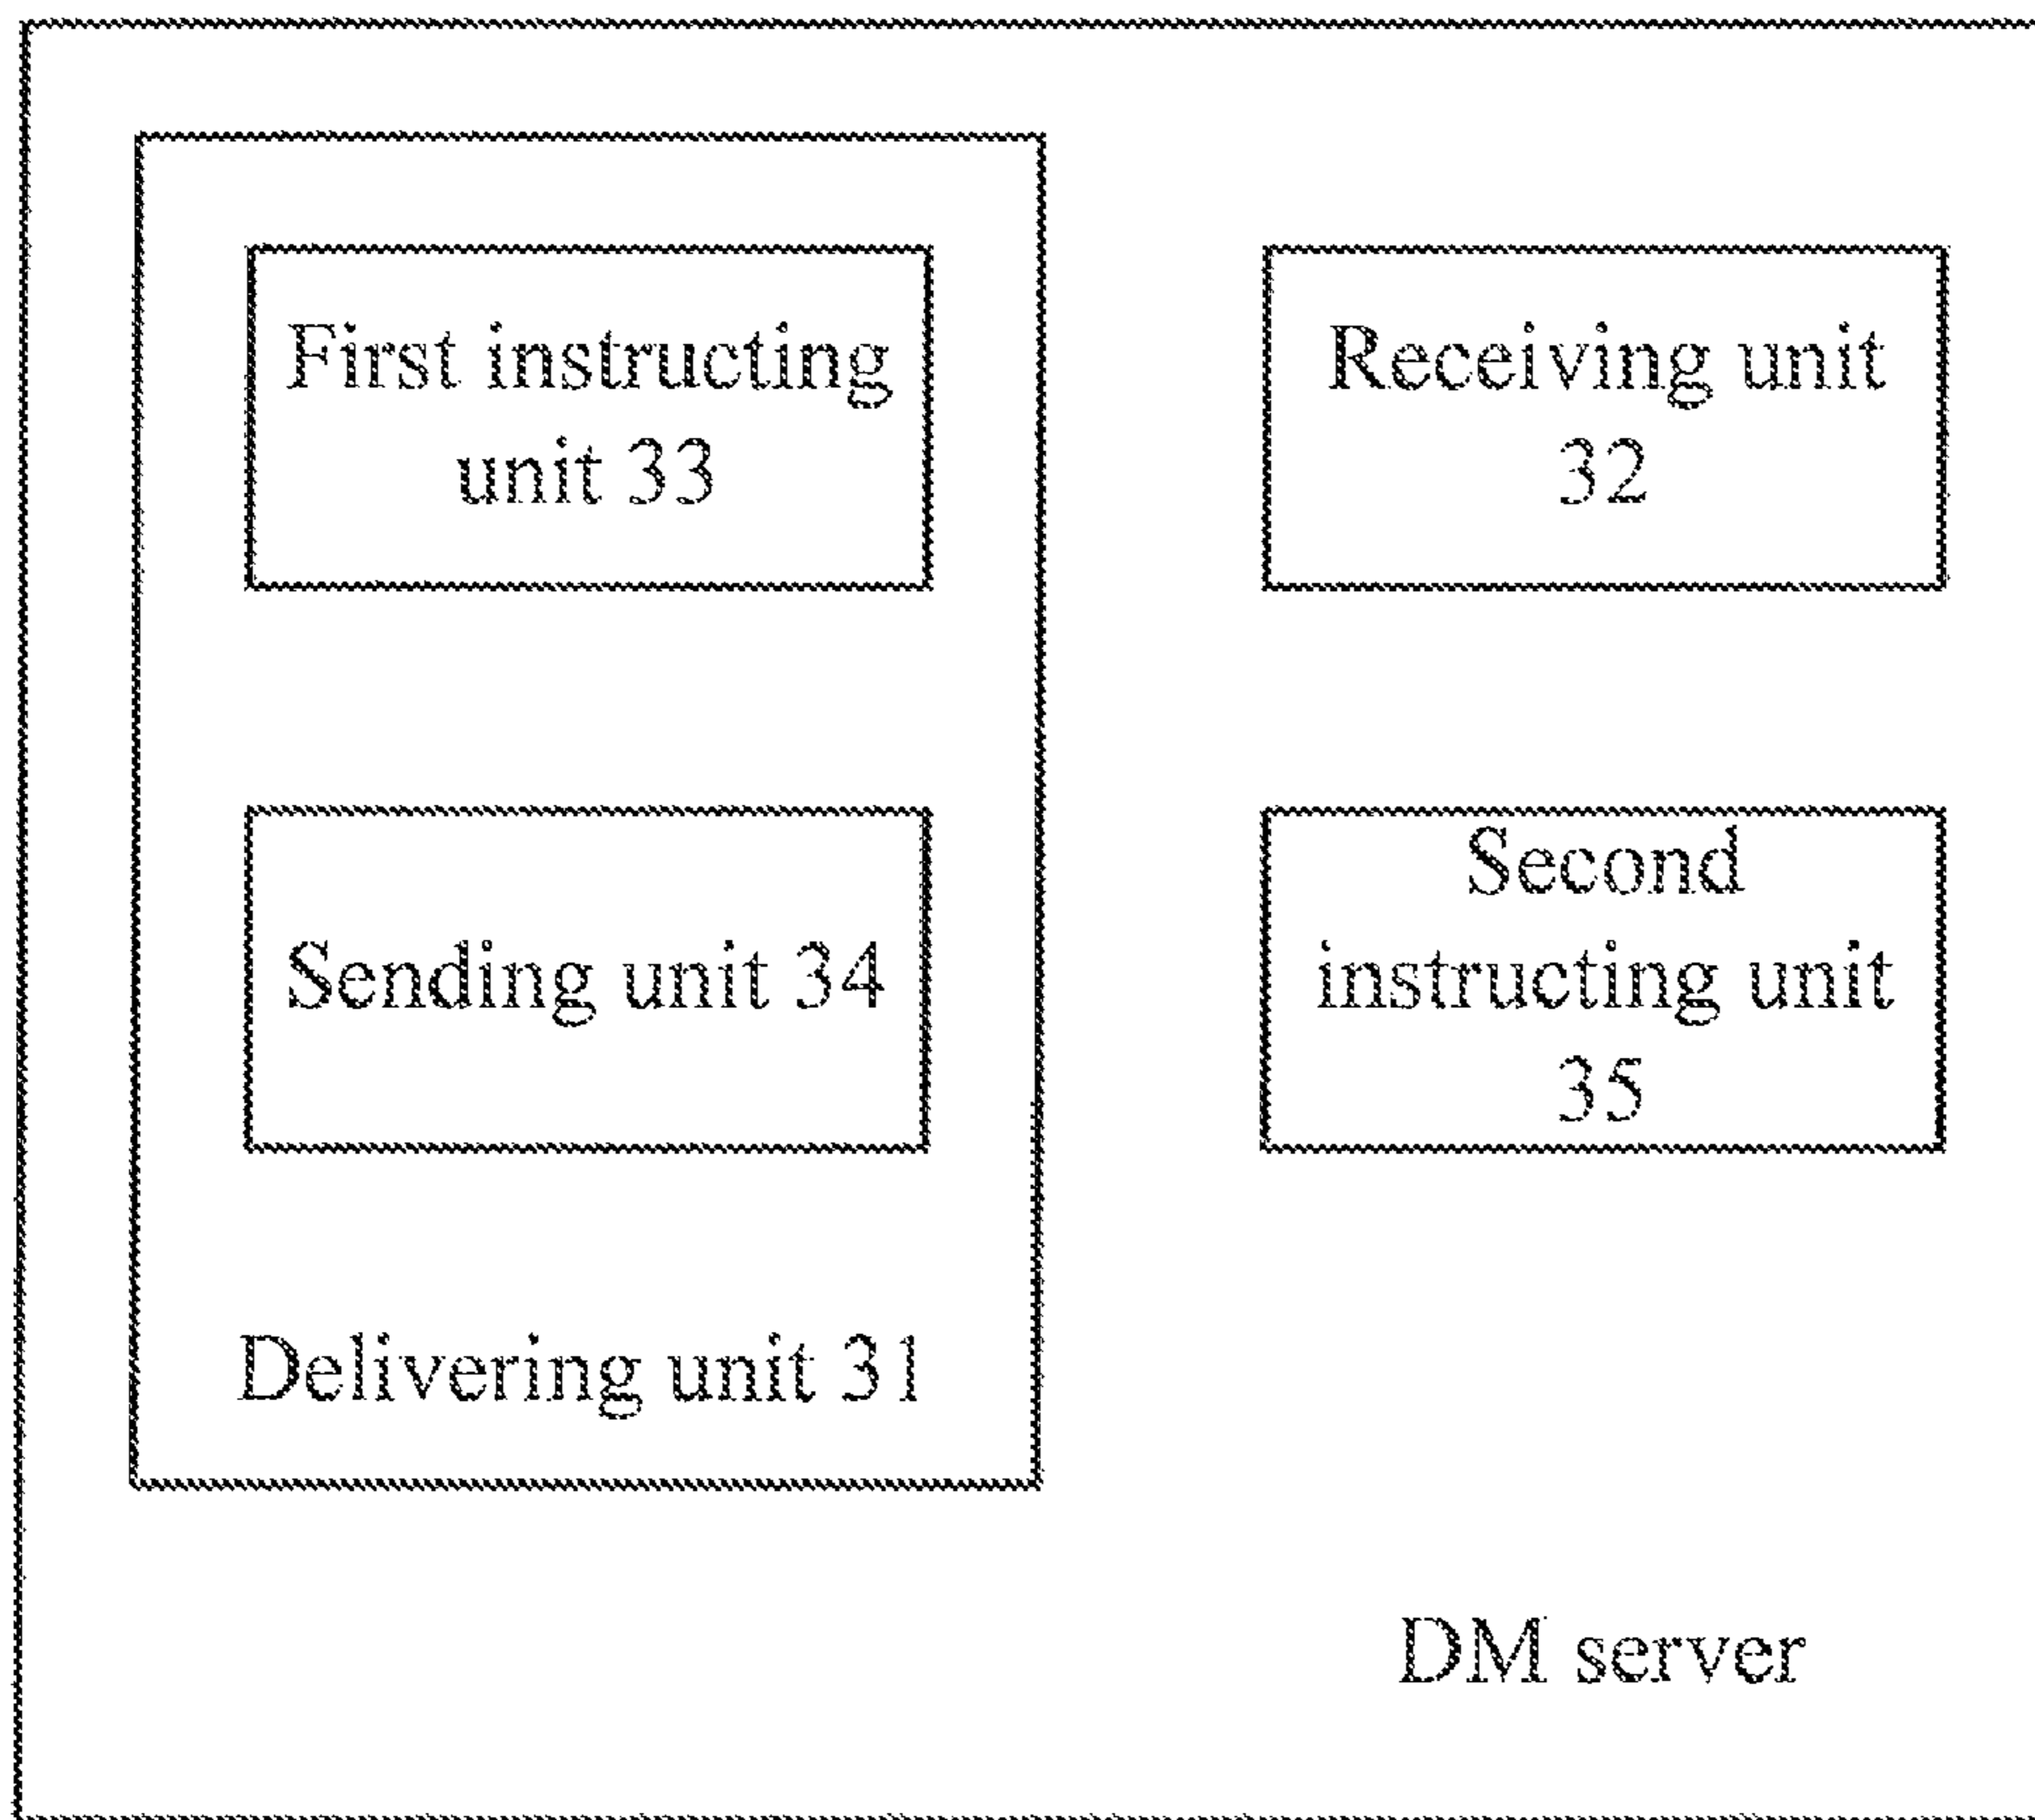 First instructing
unit 33
Receiving unit
32
Sending unit 34
Second
instructing unit
35
Delivering unit 31
DM server